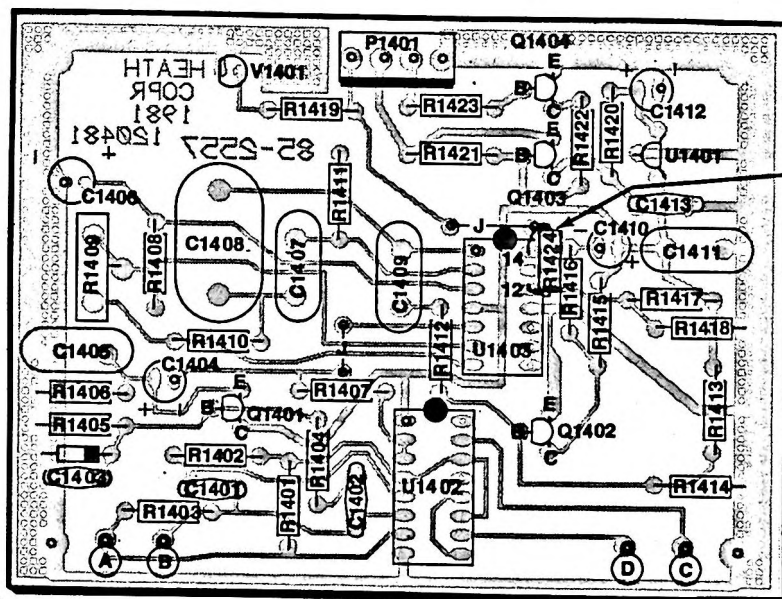 P1401
Q1404
HEATH
COPR
1981
120481
85-2557
V1401
R1419
R1423
R1421
B
E
C
E
B
C
Q1403
R1422
R1420
C1412
U1401
C1413
C1406
R1409
R1408
C1408
C1407
R1411
C1409
J
14
12
R1424
R1416
C1410
R1415
C1411
R1417
R1418
R1410
R1412
U1403
C1405
C1404
R1406
R1405
R1407
E
B
Q1401
C
R1404
R1402
C1403
C1401
R1401
C1402
U1402
R1403
E
B
C
Q1402
R1413
R1414
A
B
D
C